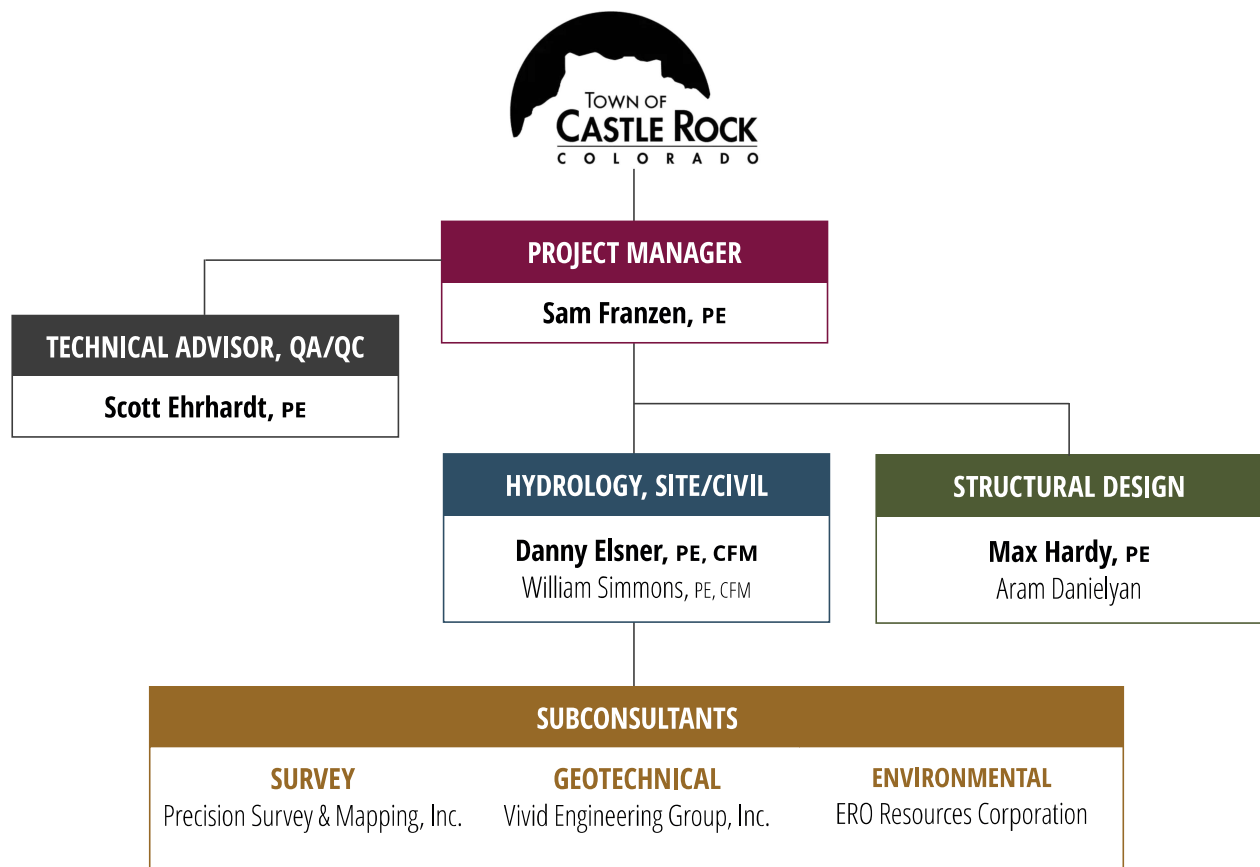 TOWN OF
CASTLE ROCK
COLORADO
PROJECT MANAGER
Sam Franzen, PE
TECHNICAL ADVISOR, QA/QC
Scott Ehrhardt, PE
HYDROLOGY, SITE/CIVIL
Danny Elsner, PE, CFM
William Simmons, PE, CFM
STRUCTURAL DESIGN
Max Hardy, PE
Aram Danielyan
SUBCONSULTANTS
SURVEY
Precision Survey & Mapping, Inc.
GEOTECHNICAL
Vivid Engineering Group, Inc.
ENVIRONMENTAL
ERO Resources Corporation